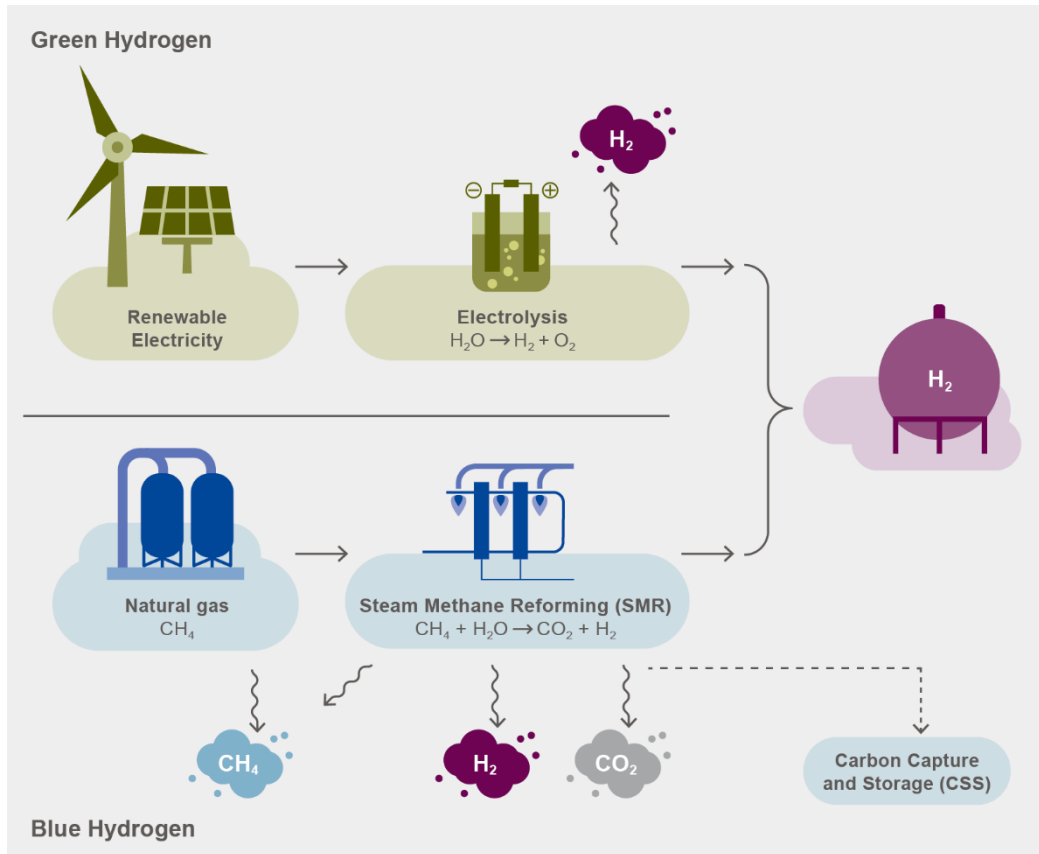 Green Hydrogen
H₂
⊖ ⊕
Renewable
Electricity
Electrolysis
H₂O → H₂ + O₂
H₂
Natural gas
CH₄
Steam Methane Reforming (SMR)
CH₄ + H₂O → CO₂ + H₂
CH₄
H₂
CO₂
Carbon Capture
and Storage (CSS)
Blue Hydrogen